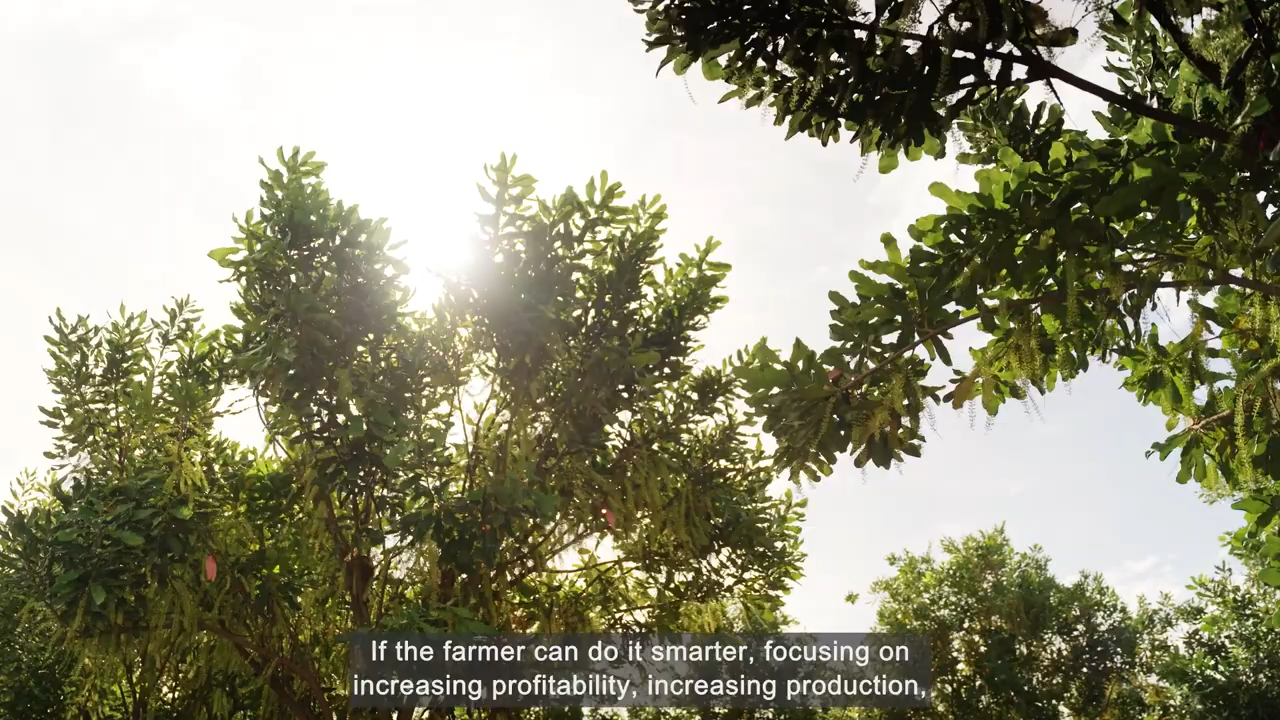 If the farmer can do it smarter, focusing on
increasing profitability, increasing production,